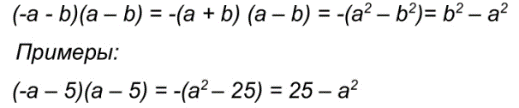 (-a - b)(a – b) = -(a + b) (a – b) = -(a² – b²)= b² – a²
Примеры:
(-a – 5)(a – 5) = -(a² – 25) = 25 – a²